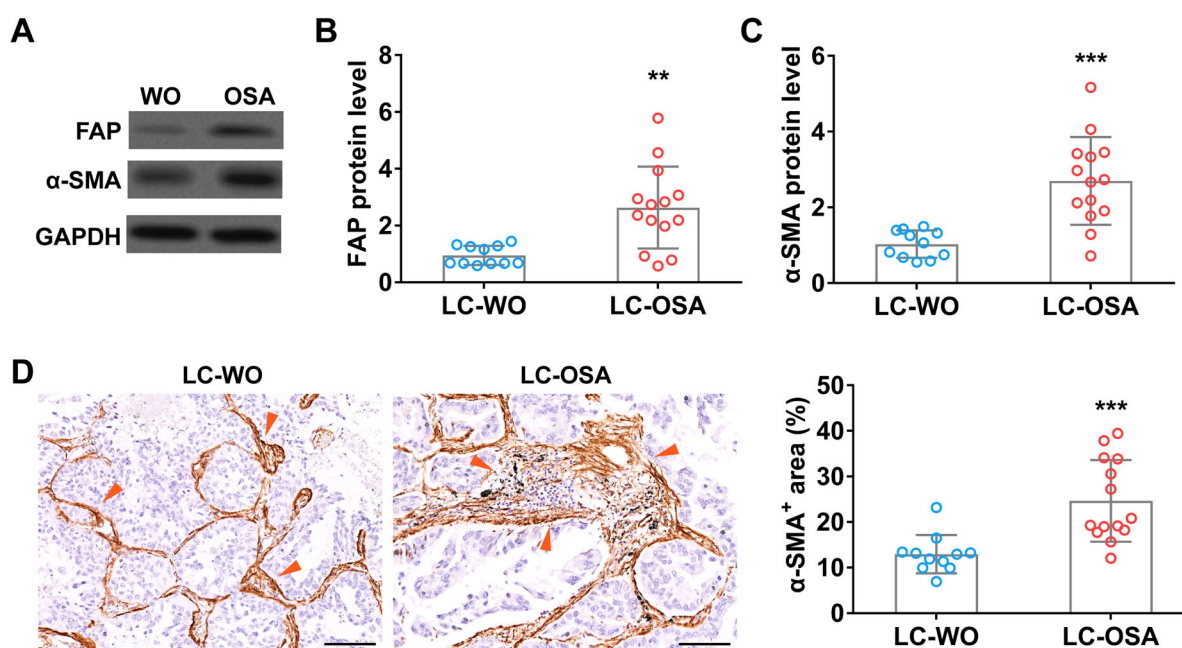 A
WO OSA
FAP
α-SMA
GAPDH
B
FAP protein level
8
6
4
2
0
**
LC-WO LC-OSA
C
α-SMA protein level
6
4
2
0
***
LC-WO LC-OSA
D
LC-WO LC-OSA
α-SMA⁺ area (%)
50
40
30
20
10
0
***
LC-WO LC-OSA